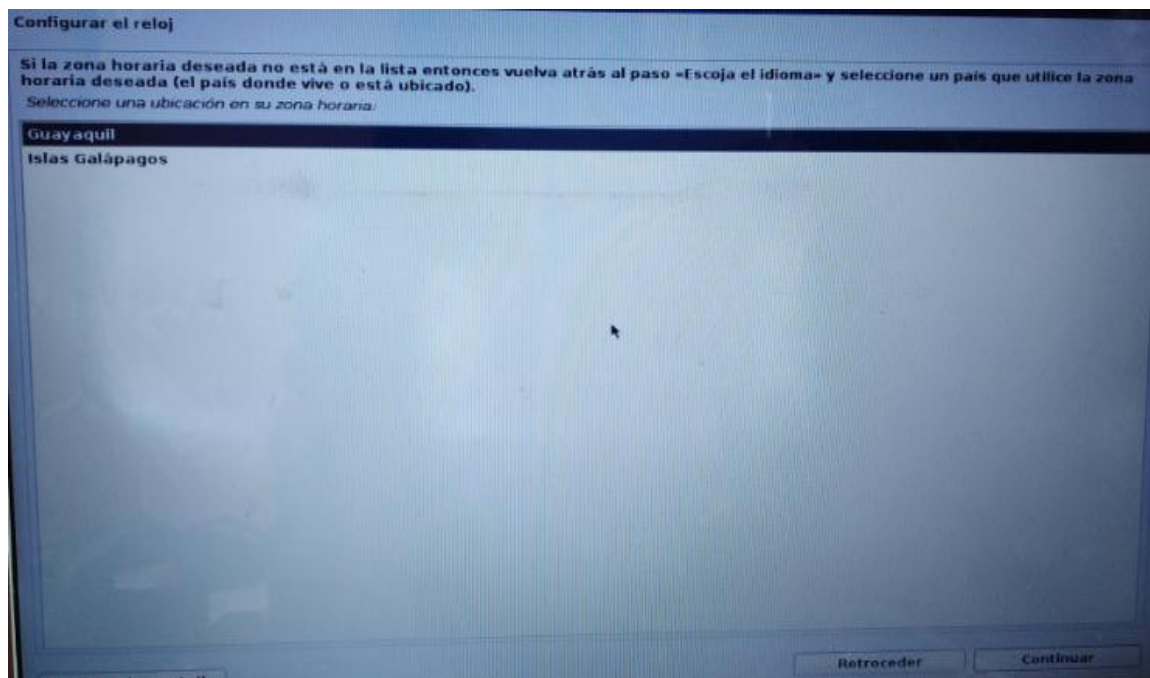 Configurar el reloj
Si la zona horaria deseada no está en la lista entonces vuelva atrás al paso «Escoja el idioma» y seleccione un país que utilice la zona
horaria deseada (el país donde vive o está ubicado).
Seleccione una ubicación en su zona horaria:
Guayaquil
Islas Galápagos
Retroceder
Continuar